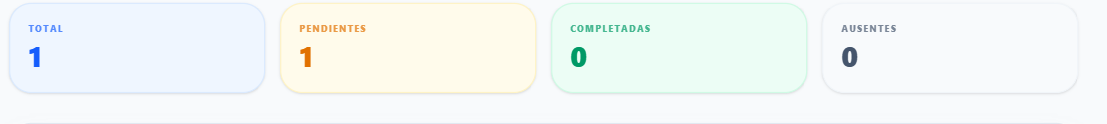 TOTAL
1
PENDIENTES
1
COMPLETADAS
0
AUSENTES
0